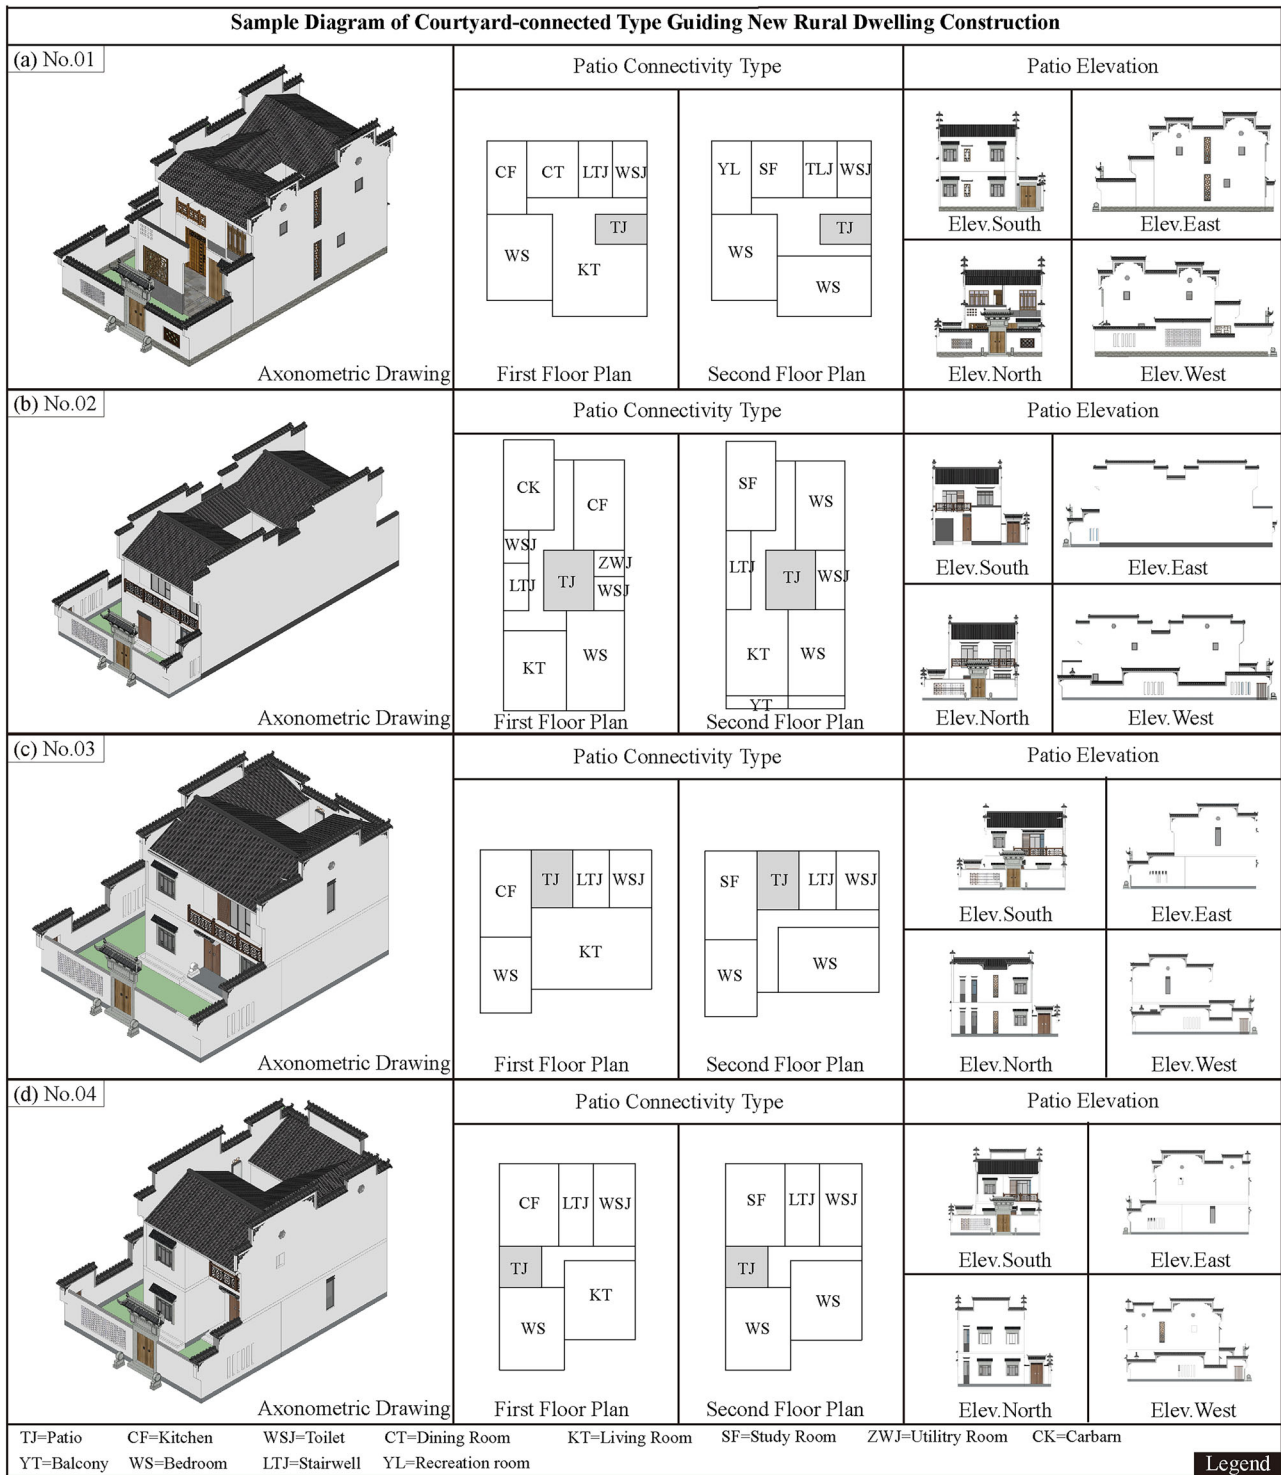 Sample Diagram of Courtyard-connected Type Guiding New Rural Dwelling Construction
(a) No.01
Patio Connectivity Type
Patio Elevation
CF
CT
LTJ
WSJ
TJ
WS
KT
YL
SF
TLJ
WSJ
TJ
WS
WS
Elev.South
Elev.East
Elev.North
Elev.West
Axonometric Drawing
First Floor Plan
Second Floor Plan
(b) No.02
Patio Connectivity Type
Patio Elevation
CK
CF
WSJ
LTJ
TJ
ZWJ
WSJ
KT
WS
SF
WS
LTJ
TJ
WSJ
KT
WS
YT
Elev.South
Elev.East
Elev.North
Elev.West
Axonometric Drawing
First Floor Plan
Second Floor Plan
(c) No.03
Patio Connectivity Type
Patio Elevation
CF
TJ
LTJ
WSJ
KT
WS
SF
TJ
LTJ
WSJ
WS
WS
Elev.South
Elev.East
Elev.North
Elev.West
Axonometric Drawing
First Floor Plan
Second Floor Plan
(d) No.04
Patio Connectivity Type
Patio Elevation
CF
LTJ
WSJ
TJ
KT
WS
SF
LTJ
WSJ
TJ
WS
WS
Elev.South
Elev.East
Elev.North
Elev.West
Axonometric Drawing
First Floor Plan
Second Floor Plan
TJ=Patio CF=Kitchen WSJ=Toilet CT=Dining Room KT=Living Room SF=Study Room ZWJ=Utilitry Room CK=Carbarn
YT=Balcony WS=Bedroom LTJ=Stairwell YL=Recreation room
Legend